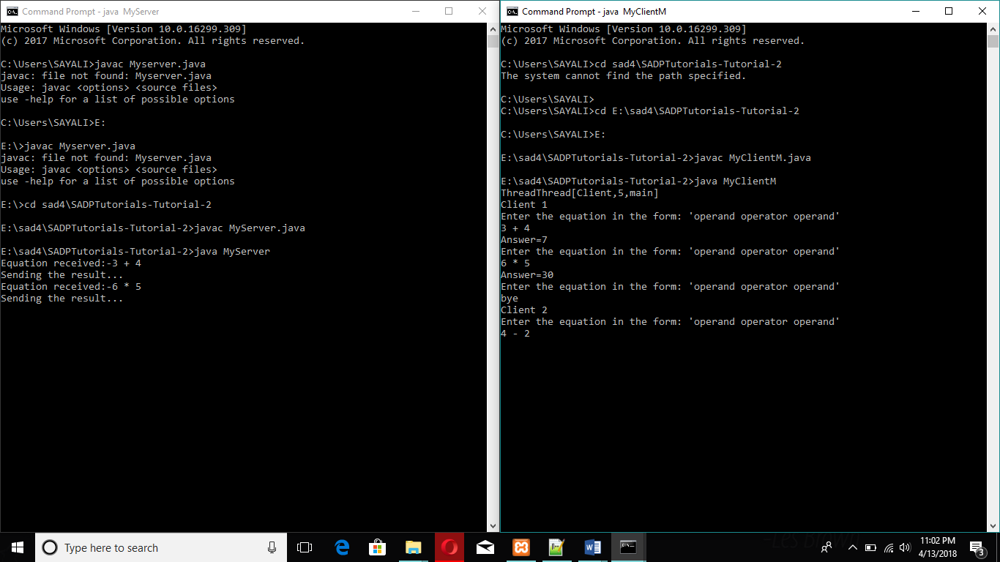 Command Prompt - java  MyServer
Microsoft Windows [Version 10.0.16299.309]
(c) 2017 Microsoft Corporation. All rights reserved.
C:\Users\SAYALI>javac Myserver.java
javac: file not found: Myserver.java
Usage: javac <options> <source files>
use -help for a list of possible options
C:\Users\SAYALI>E:
E:\>javac Myserver.java
javac: file not found: Myserver.java
Usage: javac <options> <source files>
use -help for a list of possible options
E:\>cd sad4\SADPTutorials-Tutorial-2
E:\sad4\SADPTutorials-Tutorial-2>javac MyServer.java
E:\sad4\SADPTutorials-Tutorial-2>java MyServer
Equation received:-3 + 4
Sending the result...
Equation received:-6 * 5
Sending the result...
Command Prompt - java  MyClientM
Microsoft Windows [Version 10.0.16299.309]
(c) 2017 Microsoft Corporation. All rights reserved.
C:\Users\SAYALI>cd sad4\SADPTutorials-Tutorial-2
The system cannot find the path specified.
C:\Users\SAYALI>
C:\Users\SAYALI>cd E:\sad4\SADPTutorials-Tutorial-2
C:\Users\SAYALI>E:
E:\sad4\SADPTutorials-Tutorial-2>javac MyClientM.java
E:\sad4\SADPTutorials-Tutorial-2>java MyClientM
ThreadThread[Client,5,main]
Client 1
Enter the equation in the form: 'operand operator operand'
3 + 4
Answer=7
Enter the equation in the form: 'operand operator operand'
6 * 5
Answer=30
Enter the equation in the form: 'operand operator operand'
bye
Client 2
Enter the equation in the form: 'operand operator operand'
4 - 2
Type here to search
-Les Brown
11:02 PM
4/13/2018
3